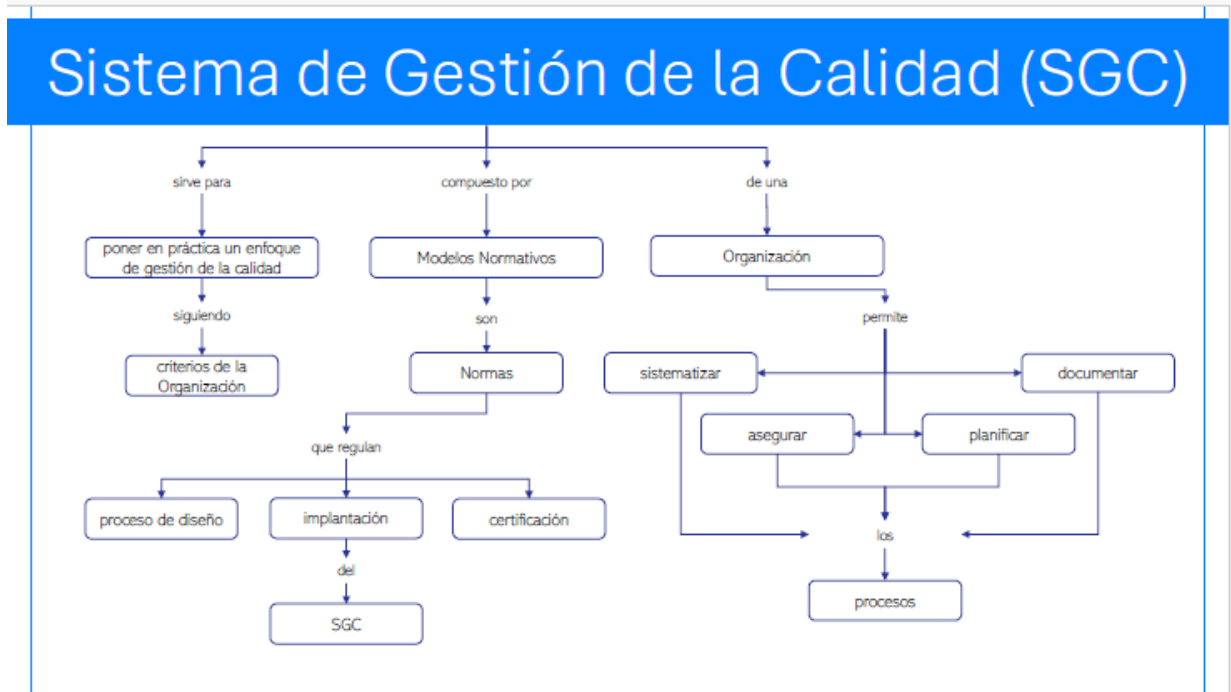 Sistema de Gestión de la Calidad (SGC)
sirve para
compuesto por
de una
poner en práctica un enfoque
de gestión de la calidad
Modelos Normativos
Organización
siguiendo
son
permite
criterios de la
Organización
Normas
sistematizar
documentar
asegurar
planificar
que regulan
proceso de diseño
implantación
certificación
los
del
procesos
SGC